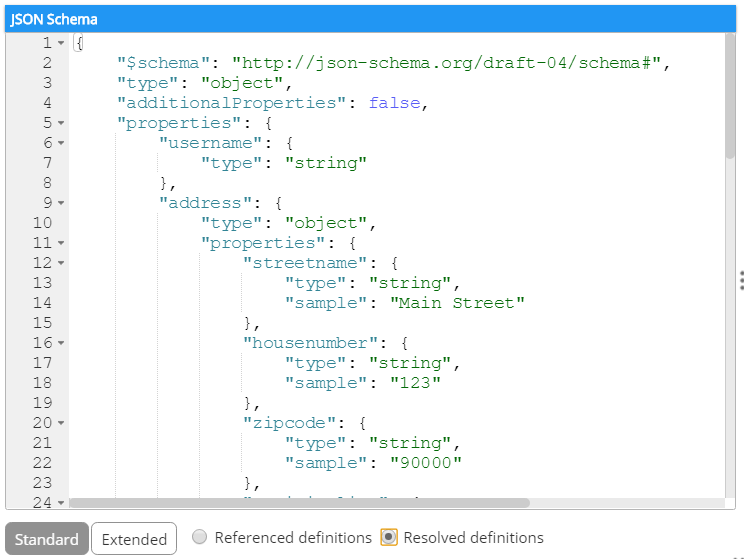 JSON Schema
1 {
2     "$schema": "http://json-schema.org/draft-04/schema#",
3     "type": "object",
4     "additionalProperties": false,
5     "properties": {
6         "username": {
7             "type": "string"
8         },
9         "address": {
10             "type": "object",
11             "properties": {
12                 "streetname": {
13                     "type": "string",
14                     "sample": "Main Street"
15                 },
16                 "housenumber": {
17                     "type": "string",
18                     "sample": "123"
19                 },
20                 "zipcode": {
21                     "type": "string",
22                     "sample": "90000"
23                 },
24
Standard Extended Referenced definitions Resolved definitions